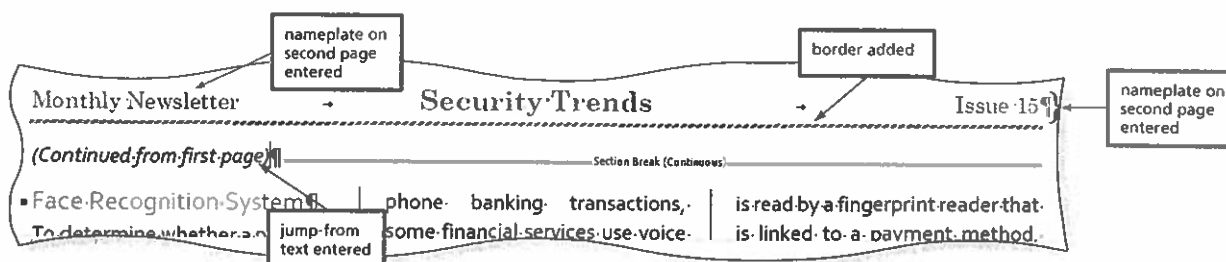 nameplate on
second page
entered
border added
nameplate on
second page
entered
Monthly·Newsletter → Security·Trends → Issue·15¶
(Continued·from·first·page)¶ Section Break (Continuous)
▪Face·Recognition·System¶
To·determine·whether·a
phone· banking· transactions,·
some·financial·services·use·voice·
is·read·by·a·fingerprint·reader·that·
is·linked·to·a·payment·method.·
jump-from
text entered